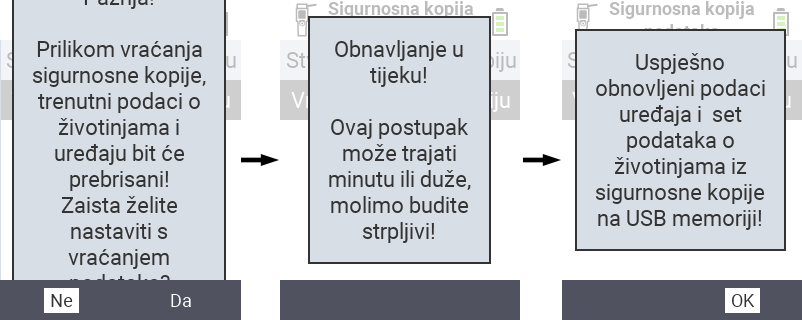 Pažnja!
Prilikom vraćanja
sigurnosne kopije,
trenutni podaci o
životinjama i
uređaju bit će
prebrisani!
Zaista želite
nastaviti s
vraćanjem
podataka?
Ne
Da
Sigurnosna kopija
Obnavljanje u
tijeku!
Ovaj postupak
može trajati
minutu ili duže,
molimo budite
strpljivi!
Sigurnosna kopija
podataka
Uspješno
obnovljeni podaci
uređaja i set
podataka o
životinjama iz
sigurnosne kopije
na USB memoriji!
OK